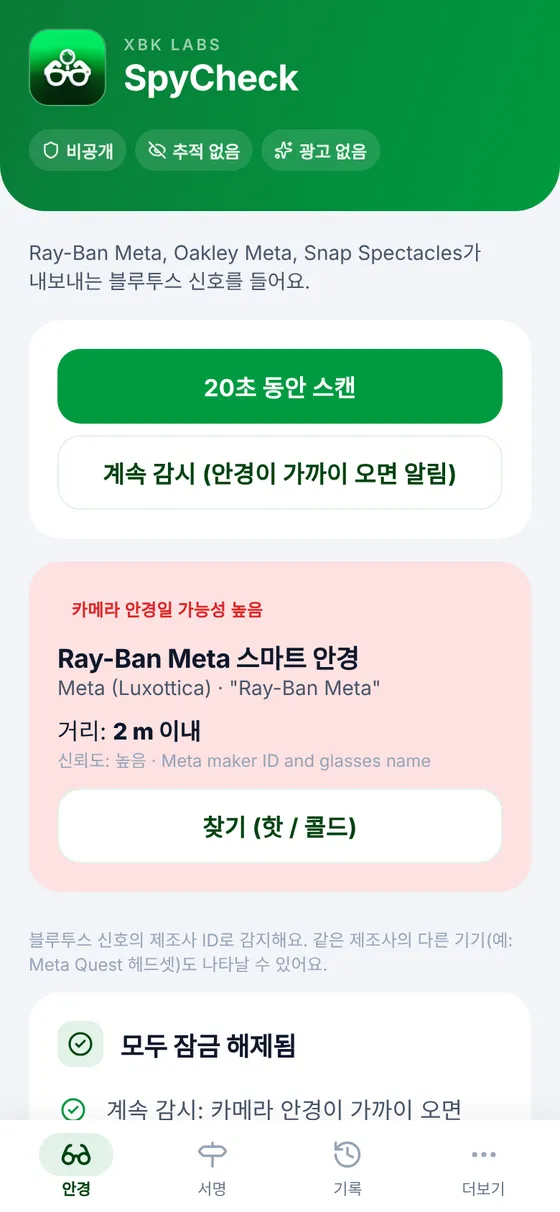 XBK LABS
SpyCheck
비공개
추적 없음
광고 없음
Ray-Ban Meta, Oakley Meta, Snap Spectacles가
내보내는 블루투스 신호를 들어요.
20초 동안 스캔
계속 감시 (안경이 가까이 오면 알림)
카메라 안경일 가능성 높음
Ray-Ban Meta 스마트 안경
Meta (Luxottica) · "Ray-Ban Meta"
거리: 2 m 이내
신뢰도: 높음 · Meta maker ID and glasses name
찾기 (핫 / 콜드)
블루투스 신호의 제조사 ID로 감지해요. 같은 제조사의 다른 기기(예:
Meta Quest 헤드셋)도 나타날 수 있어요.
모두 잠금 해제됨
계속 감시: 카메라 안경이 가까이 오면
안경
서명
기록
더보기